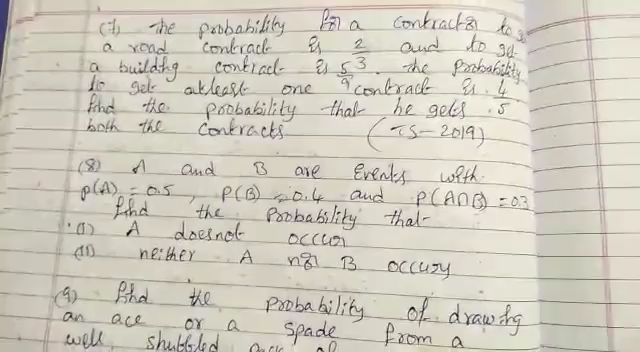 (7) The probability for a contractor to g
a road contract is 2/3 and to get
a building contract is 5/9. The probability
to get atleast one contract is 4/5
find the probability that he gets
both the contracts (TS-2019)
(8) A and B are Events with
P(A) = 0.5, P(B) = 0.4 and P(A∩B) = 0.3
find the probability that
(i) A doesnot occur
(ii) neither A nor B occurs
(9) find the probability of drawing
an ace or a spade from a
well shuffled pack of